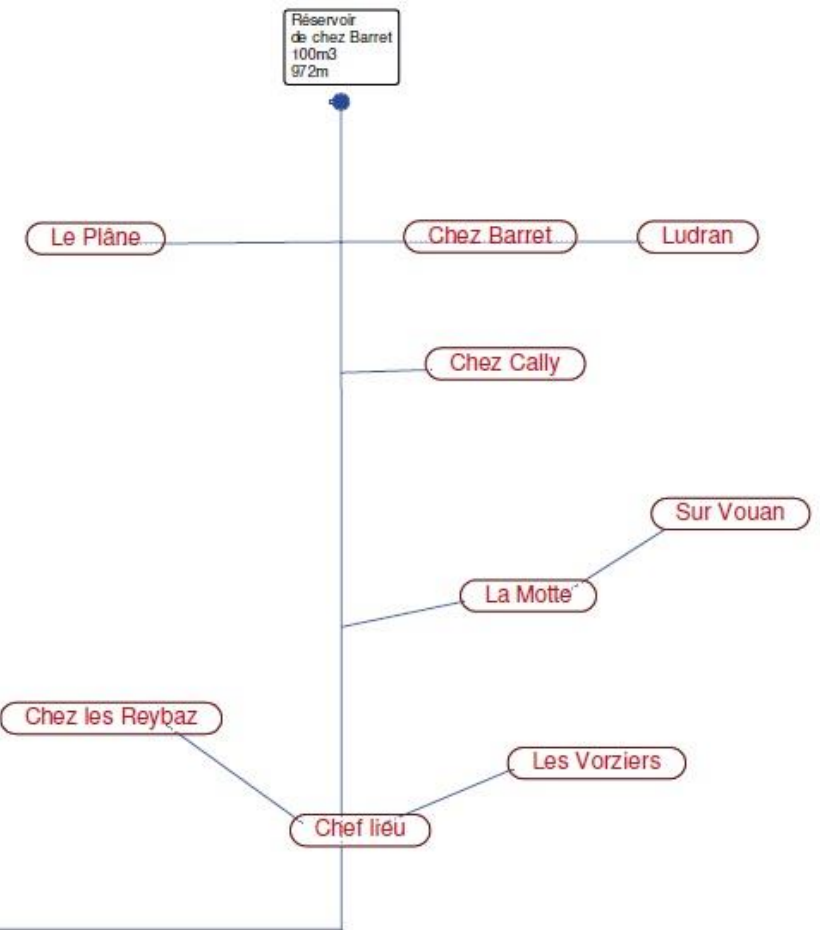 Réservoir
de chez Barret
100m3
972m
Le Plâne
Chez Barret
Ludran
Chez Cally
Sur Vouan
La Motte
Chez les Reybaz
Les Vorziers
Chef liéu